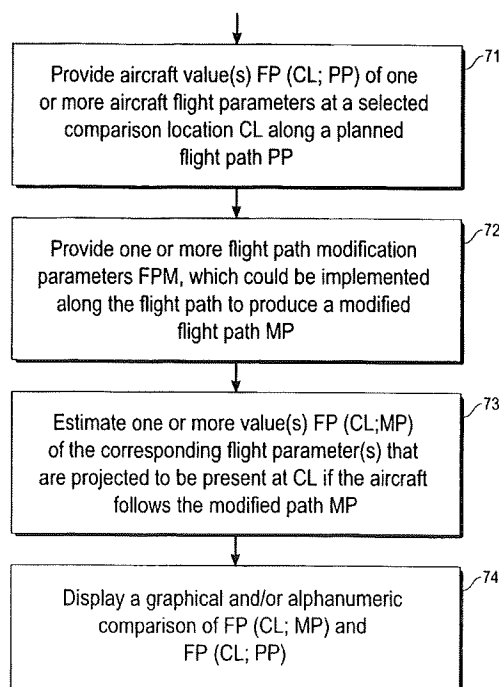 71
Provide aircraft value(s) FP (CL; PP) of one
or more aircraft flight parameters at a selected
comparison location CL along a planned
flight path PP
72
Provide one or more flight path modification
parameters FPM, which could be implemented
along the flight path to produce a modified
flight path MP
73
Estimate one or more value(s) FP (CL;MP)
of the corresponding flight parameter(s) that
are projected to be present at CL if the aircraft
follows the modified path MP
74
Display a graphical and/or alphanumeric
comparison of FP (CL; MP) and
FP (CL; PP)